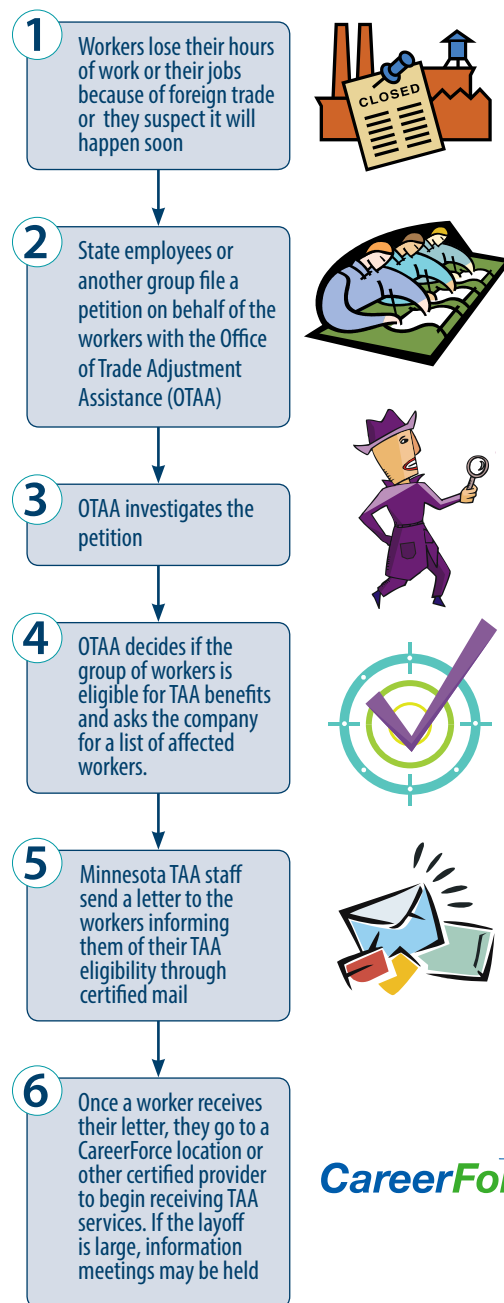 1
Workers lose their hours
of work or their jobs
because of foreign trade
or they suspect it will
happen soon
CLOSED
2
State employees or
another group file a
petition on behalf of the
workers with the Office
of Trade Adjustment
Assistance (OTAA)
3
OTAA investigates the
petition
4
OTAA decides if the
group of workers is
eligible for TAA benefits
and asks the company
for a list of affected
workers.
5
Minnesota TAA staff
send a letter to the
workers informing
them of their TAA
eligibility through
certified mail
6
Once a worker receives
their letter, they go to a
CareerForce location or
other certified provider
to begin receiving TAA
services. If the layoff
is large, information
meetings may be held
CareerFor